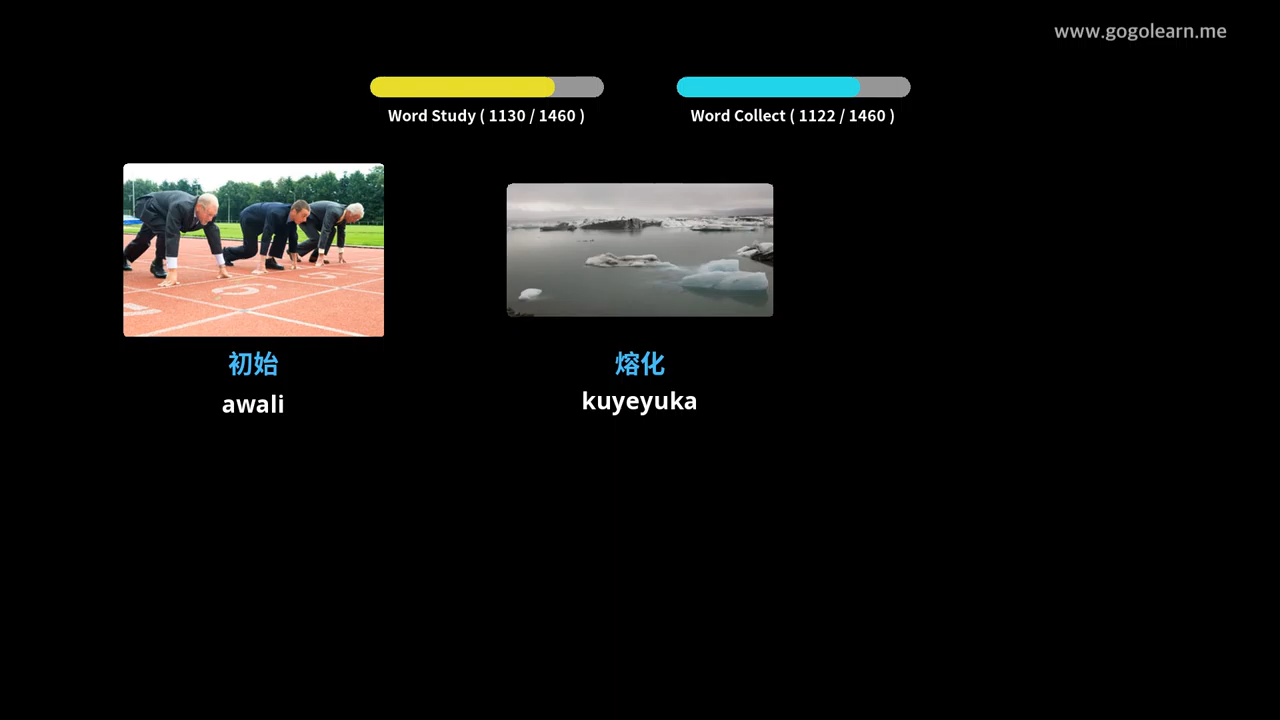 www.gogolearn.me
Word Study ( 1130 / 1460 )
Word Collect ( 1122 / 1460 )
初始
awali
熔化
kuyeyuka